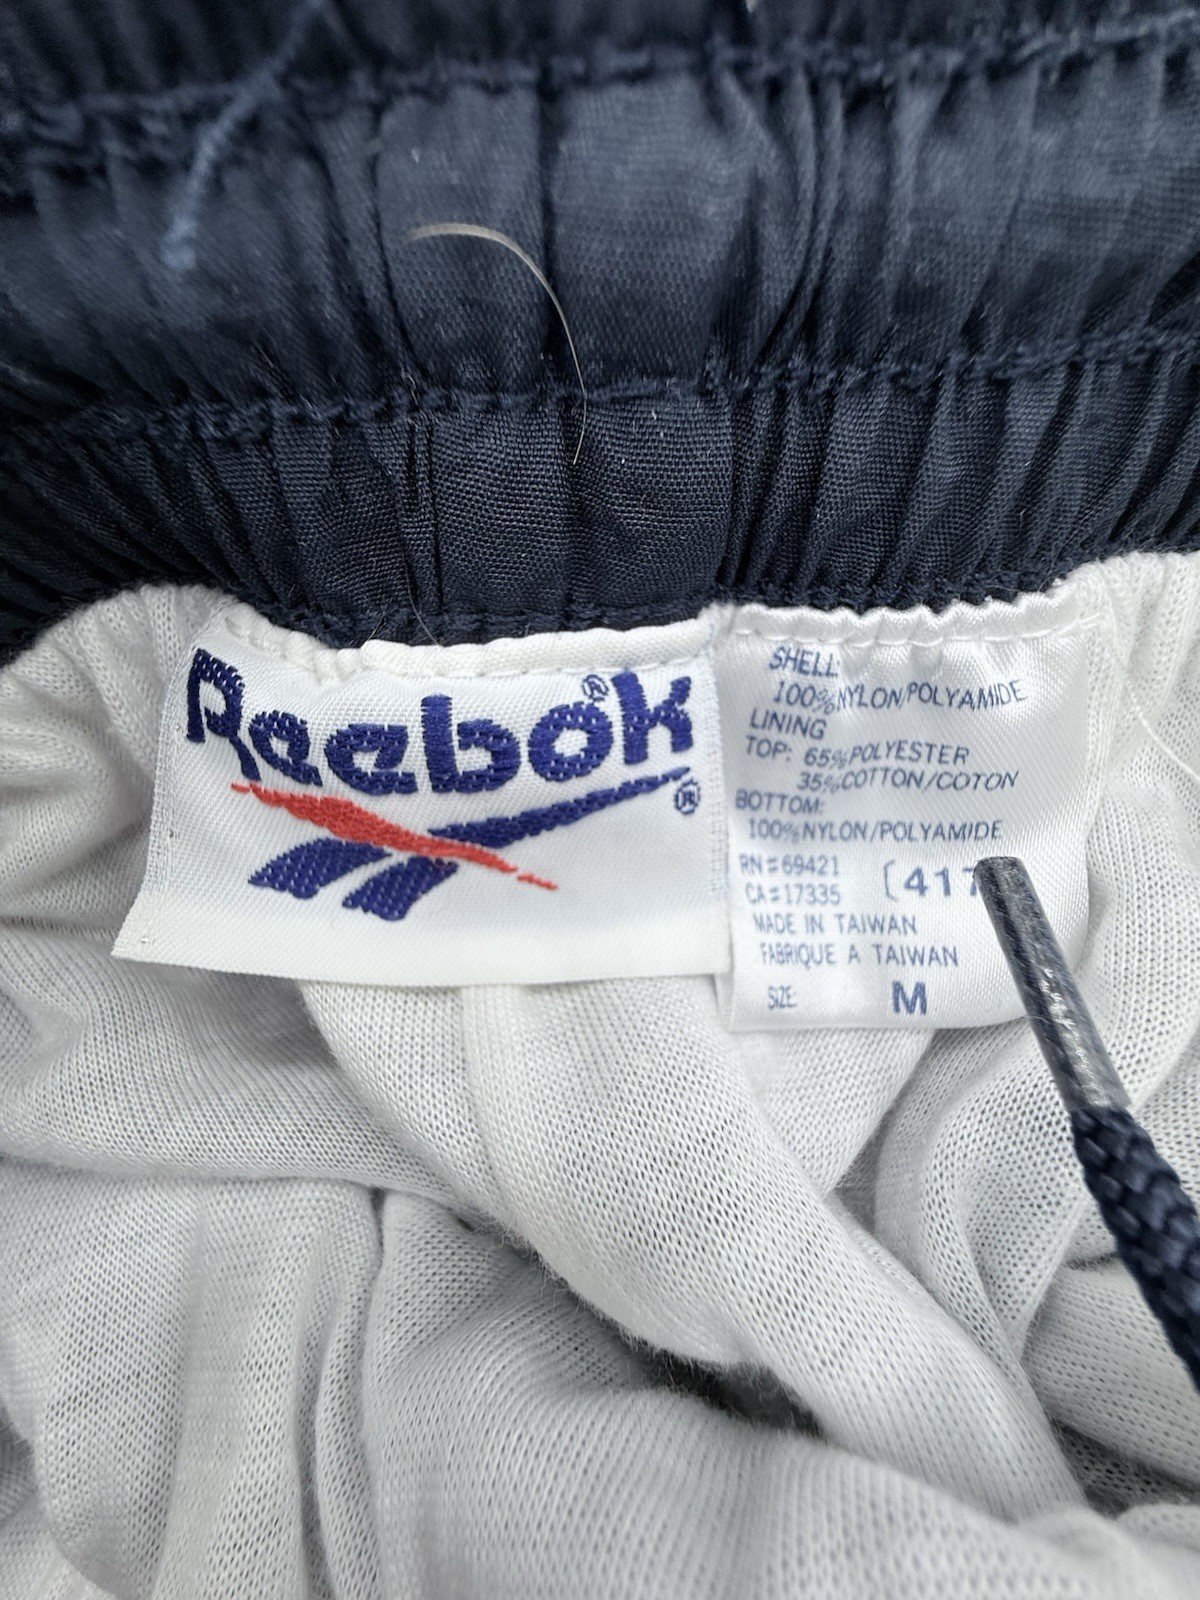 Reebok®
®
SHELL:
100% NYLON/POLYAMIDE
LINING
TOP: 65% POLYESTER
35% COTTON/COTON
BOTTOM:
100% NYLON/POLYAMIDE
RN=69421
CA=17335
(417
MADE IN TAIWAN
FABRIQUE A TAIWAN
SIZE: M